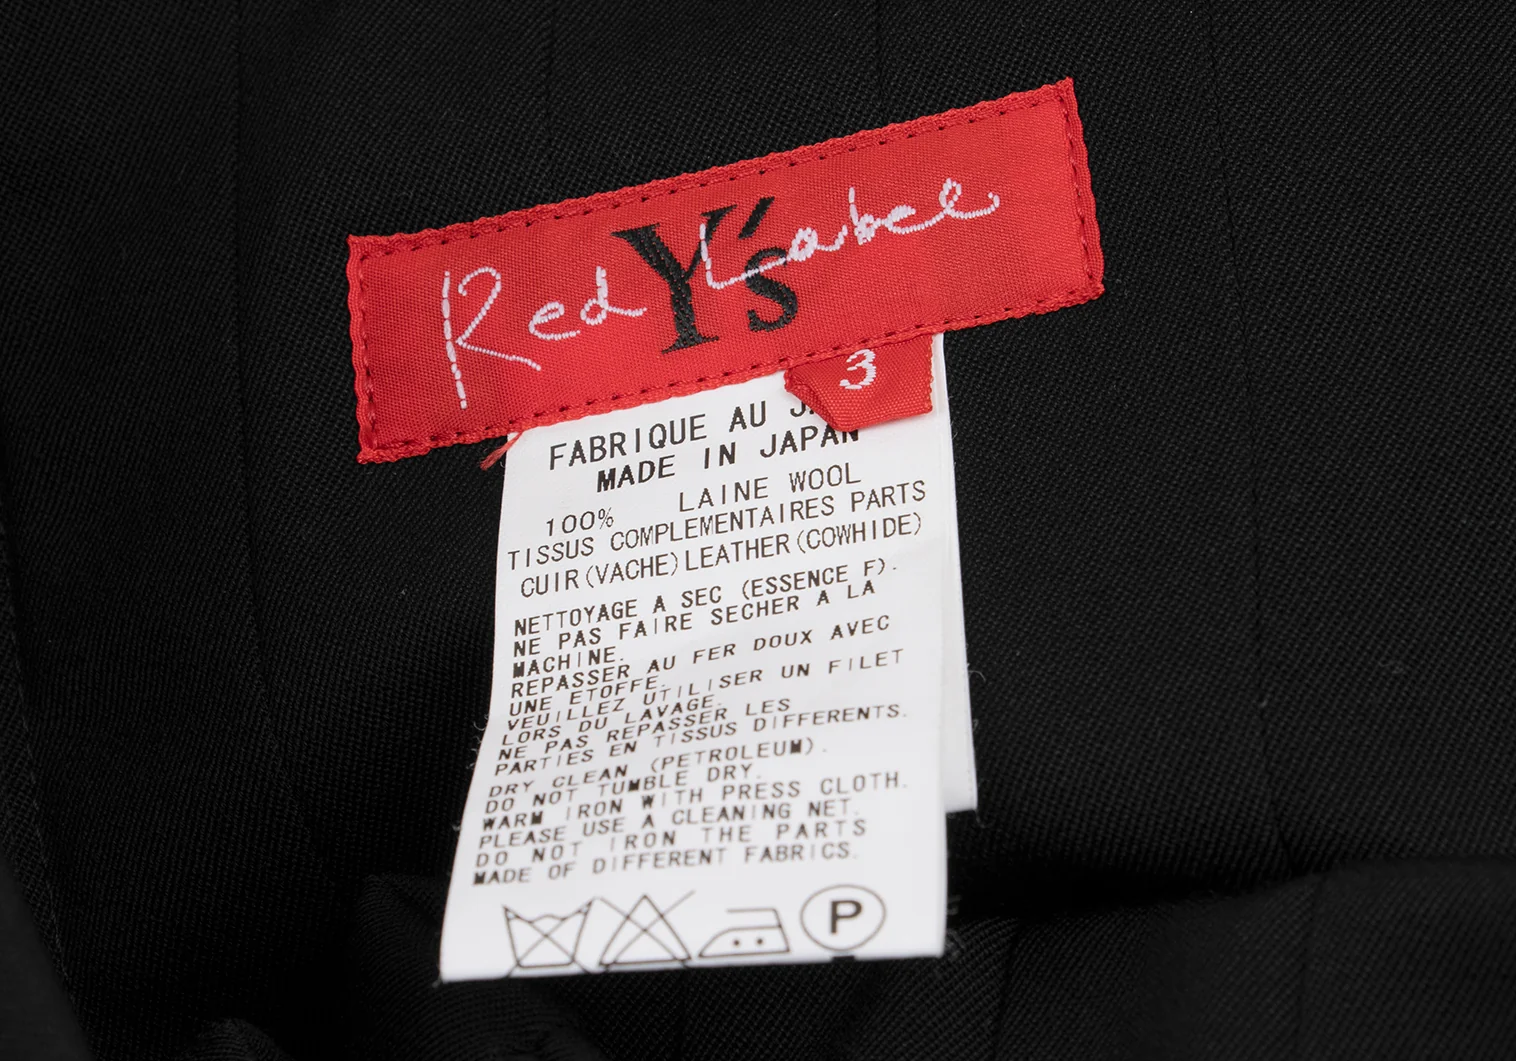 Y's
Red Label
3
FABRIQUE AU
MADE IN JAPAN
100% LAINE WOOL
TISSUS COMPLEMENTAIRES PARTS
CUIR(VACHE)LEATHER(COWHIDE)
NETTOYAGE A SEC (ESSENCE F).
NE PAS FAIRE SECHER A LA
MACHINE.
REPASSER AU FER DOUX AVEC
UNE ETOFFE.
VEUILLEZ UTILISER UN FILET
LORS DU LAVAGE.
NE PAS REPASSER LES
PARTIES EN TISSUS DIFFERENTS.
DRY CLEAN (PETROLEUM).
DO NOT TUMBLE DRY.
WARM IRON WITH PRESS CLOTH.
PLEASE USE A CLEANING NET.
DO NOT IRON THE PARTS
MADE OF DIFFERENT FABRICS.
P